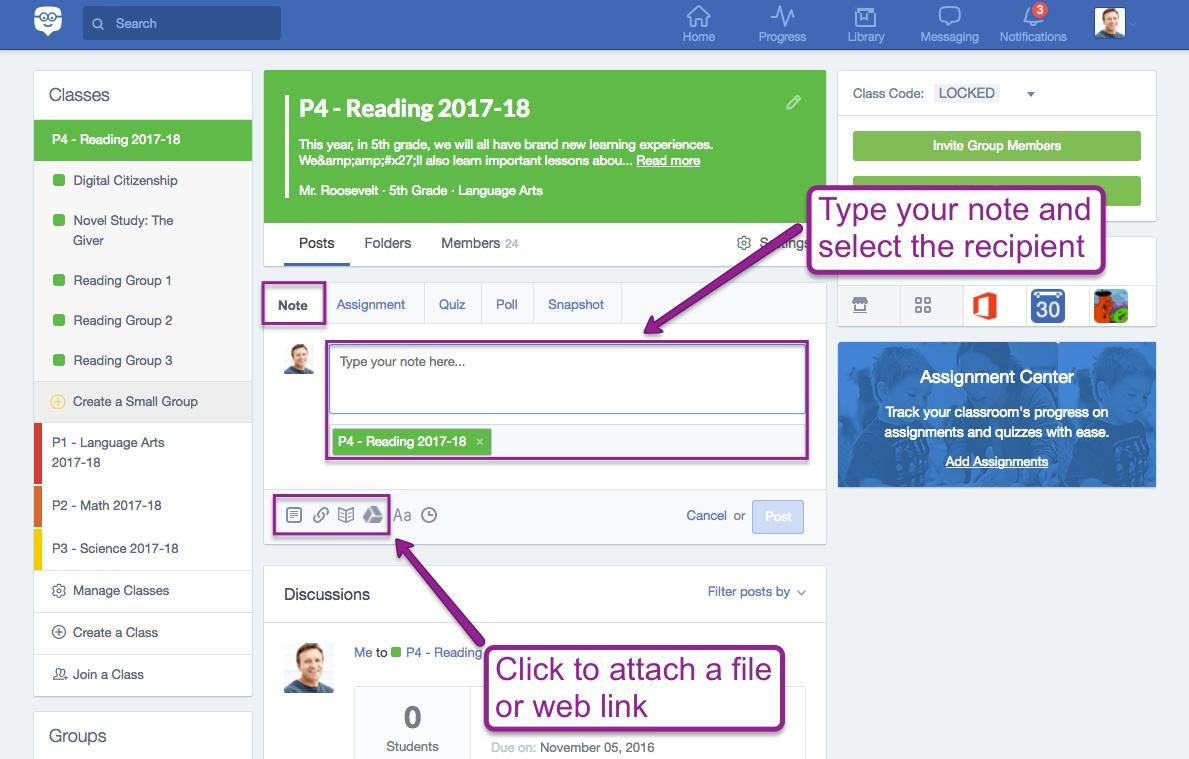 Search
Home
Progress
Library
Messaging
3
Notifications
Classes
P4 - Reading 2017-18
Digital Citizenship
Novel Study: The
Giver
Reading Group 1
Reading Group 2
Reading Group 3
Create a Small Group
P1 - Language Arts
2017-18
P2 - Math 2017-18
P3 - Science 2017-18
Manage Classes
Create a Class
Join a Class
Groups
P4 - Reading 2017-18
This year, in 5th grade, we will all have brand new learning experiences.
We&amp;amp;#x27;ll also learn important lessons abou... Read more
Mr. Roosevelt · 5th Grade · Language Arts
Posts
Folders
Members 24
Note
Assignment
Quiz
Poll
Snapshot
Type your note here...
P4 - Reading 2017-18 ×
Aa
Cancel or Post
Discussions
Filter posts by
Me to P4 - Reading
0
Students
Due on: November 05, 2016
Type your note and
select the recipient
Click to attach a file
or web link
Class Code: LOCKED
Invite Group Members
30
Assignment Center
Track your classroom's progress on
assignments and quizzes with ease.
Add Assignments